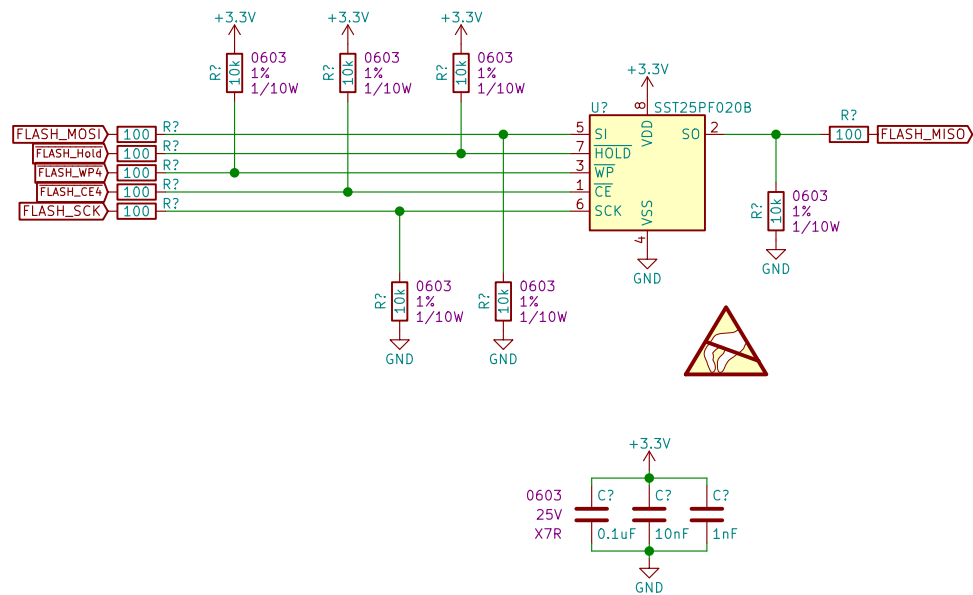 +3.3V
+3.3V
+3.3V
R?
10k
0603
1%
1/10W
R?
10k
0603
1%
1/10W
R?
10k
0603
1%
1/10W
+3.3V
U?
SST25PF020B
FLASH_MOSI
100
R?
FLASH_Hold
100
R?
FLASH_WP4
100
R?
FLASH_CE4
100
R?
FLASH_SCK
100
R?
5
SI
7
HOLD
3
WP
1
CE
6
SCK
8
VDD
VSS
4
SO
2
GND
R?
100
FLASH_MISO
R?
10k
0603
1%
1/10W
GND
R?
10k
0603
1%
1/10W
GND
R?
10k
0603
1%
1/10W
GND
+3.3V
0603
25V
X7R
C?
0.1uF
C?
10nF
C?
1nF
GND